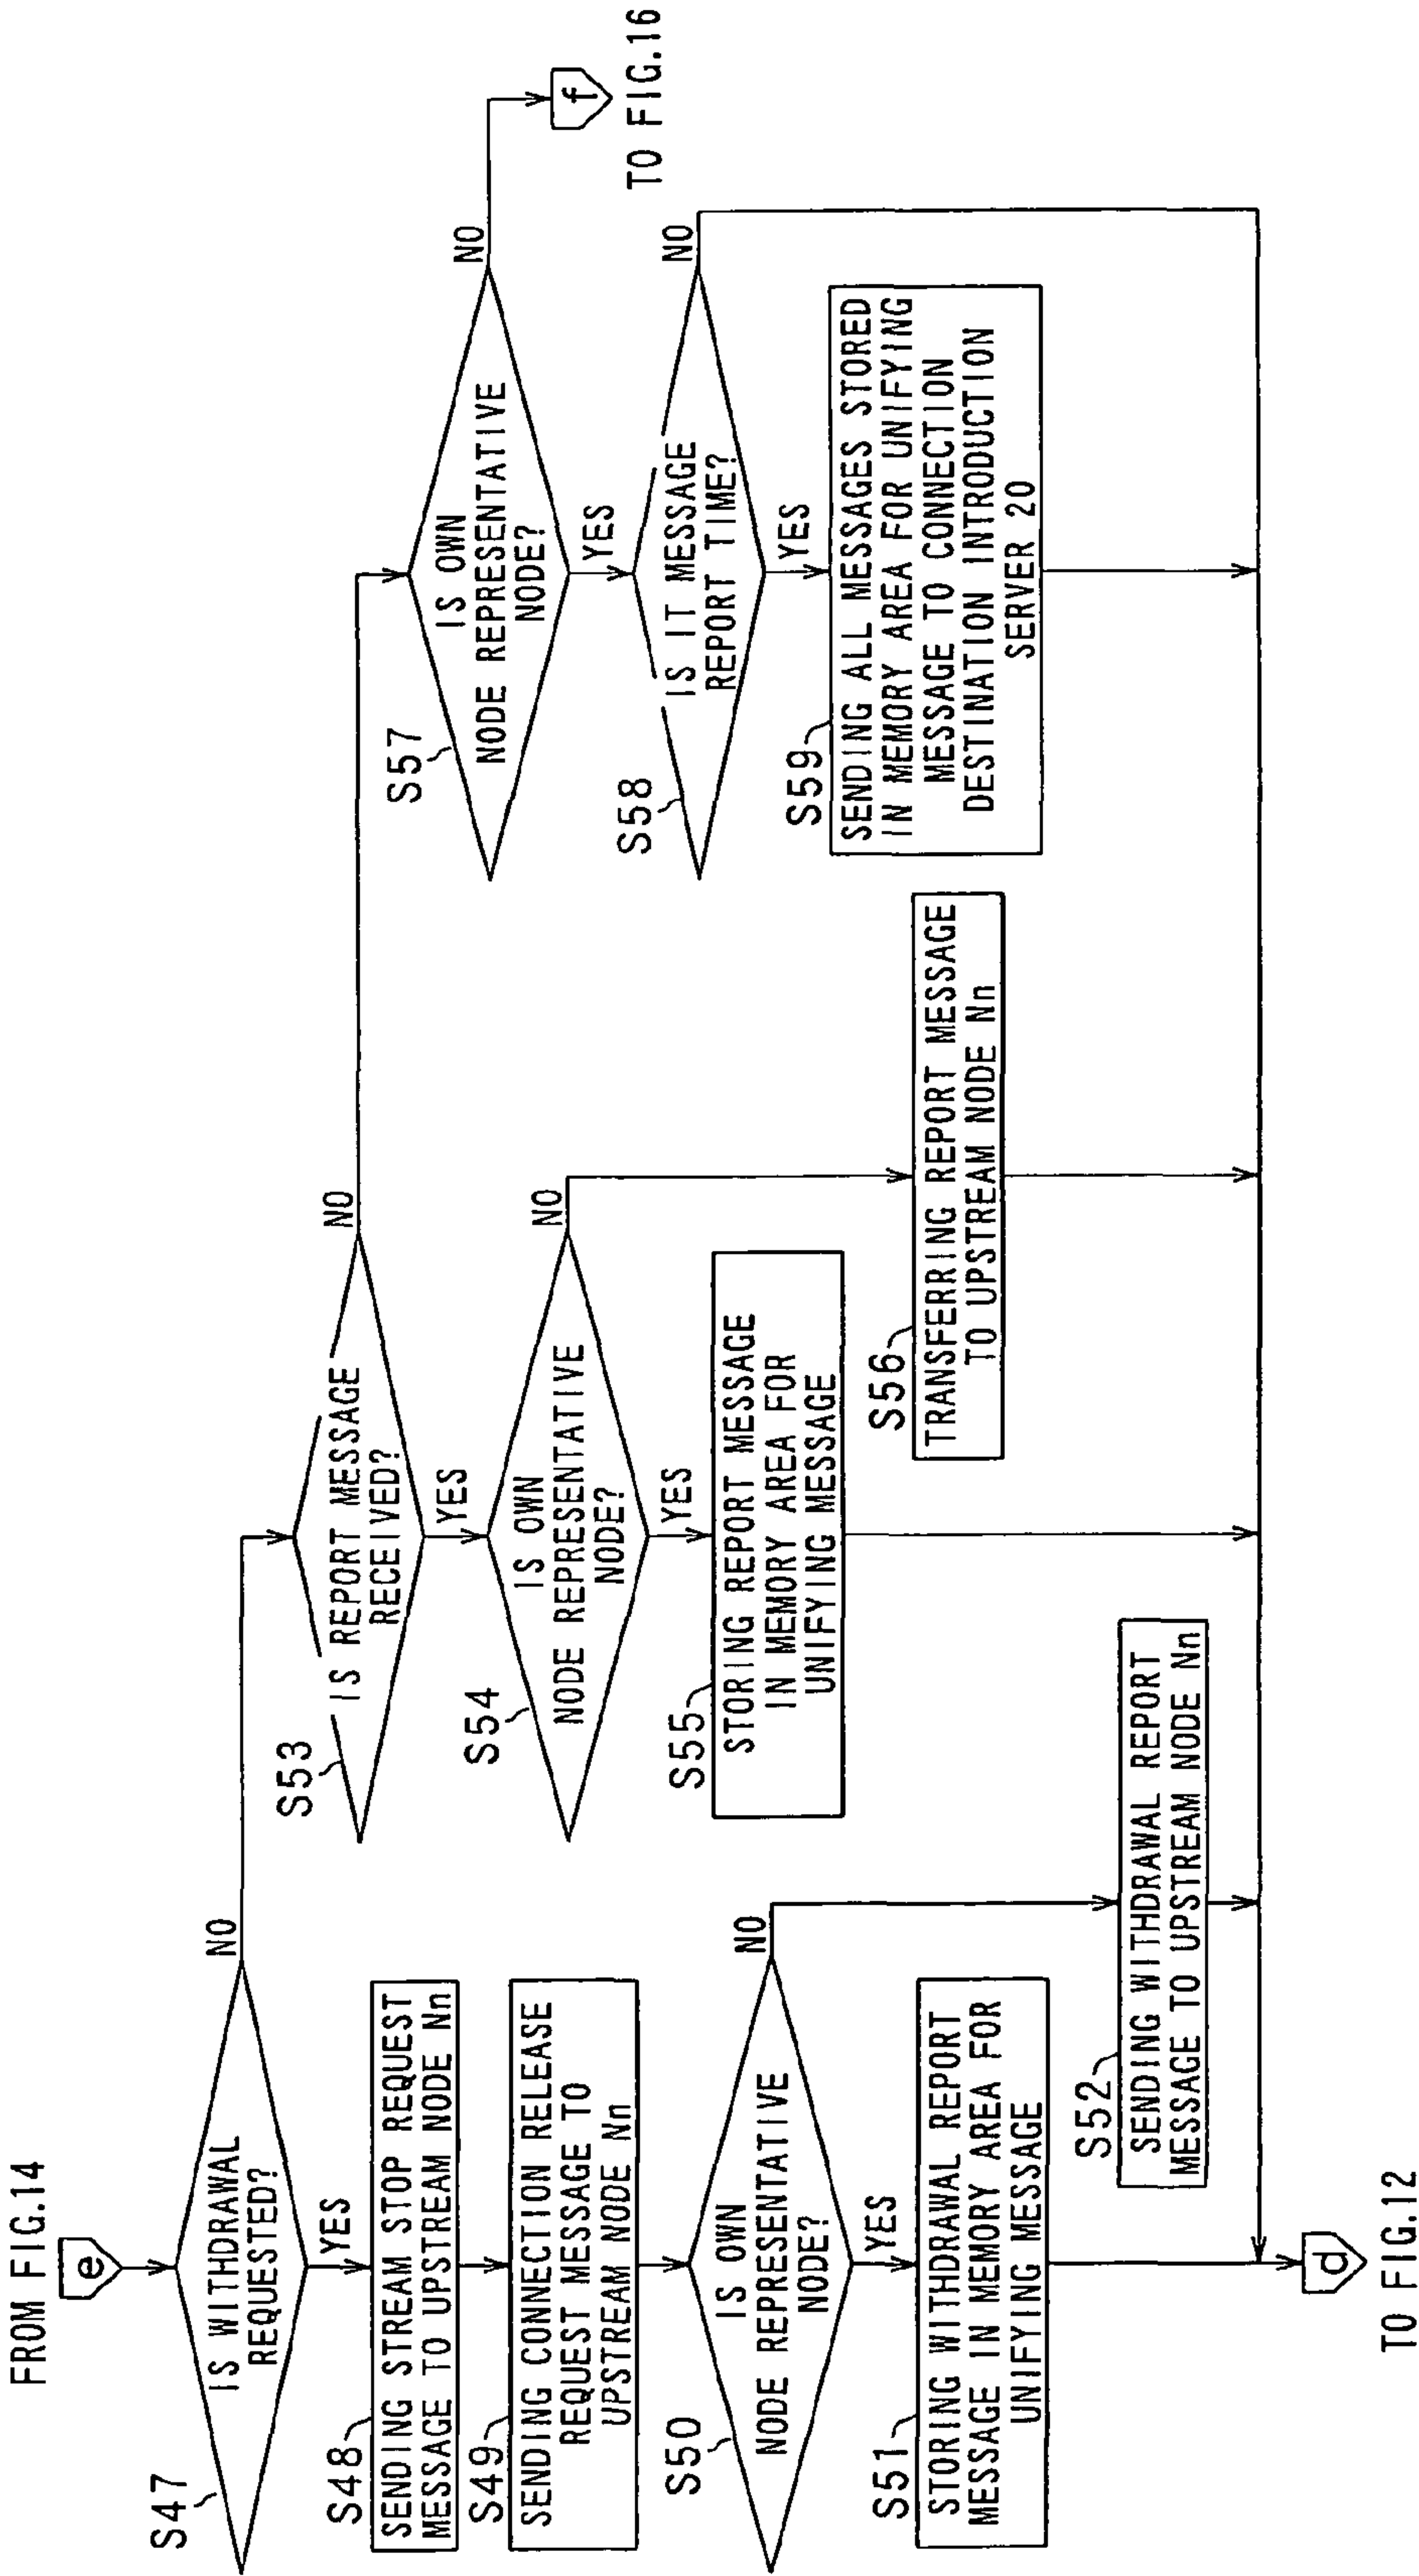 FROM FIG.14
e
S47
IS WITHDRAWAL
REQUESTED?
NO
YES
S48
SENDING STREAM STOP REQUEST
MESSAGE TO UPSTREAM NODE Nn
S49
SENDING CONNECTION RELEASE
REQUEST MESSAGE TO
UPSTREAM NODE Nn
S50
IS OWN
NODE REPRESENTATIVE
NODE?
NO
YES
S51
STORING WITHDRAWAL REPORT
MESSAGE IN MEMORY AREA FOR
UNIFYING MESSAGE
S52
SENDING WITHDRAWAL REPORT
MESSAGE TO UPSTREAM NODE Nn
d
TO FIG.12
S53
IS REPORT MESSAGE
RECEIVED?
NO
YES
S54
IS OWN
NODE REPRESENTATIVE
NODE?
NO
YES
S55
STORING REPORT MESSAGE
IN MEMORY AREA FOR
UNIFYING MESSAGE
S56
TRANSFERRING REPORT MESSAGE
TO UPSTREAM NODE Nn
S57
IS OWN
NODE REPRESENTATIVE
NODE?
NO
YES
f
TO FIG.16
S58
IS IT MESSAGE
REPORT TIME?
NO
YES
S59
SENDING ALL MESSAGES STORED
IN MEMORY AREA FOR UNIFYING
MESSAGE TO CONNECTION
DESTINATION INTRODUCTION
SERVER 20